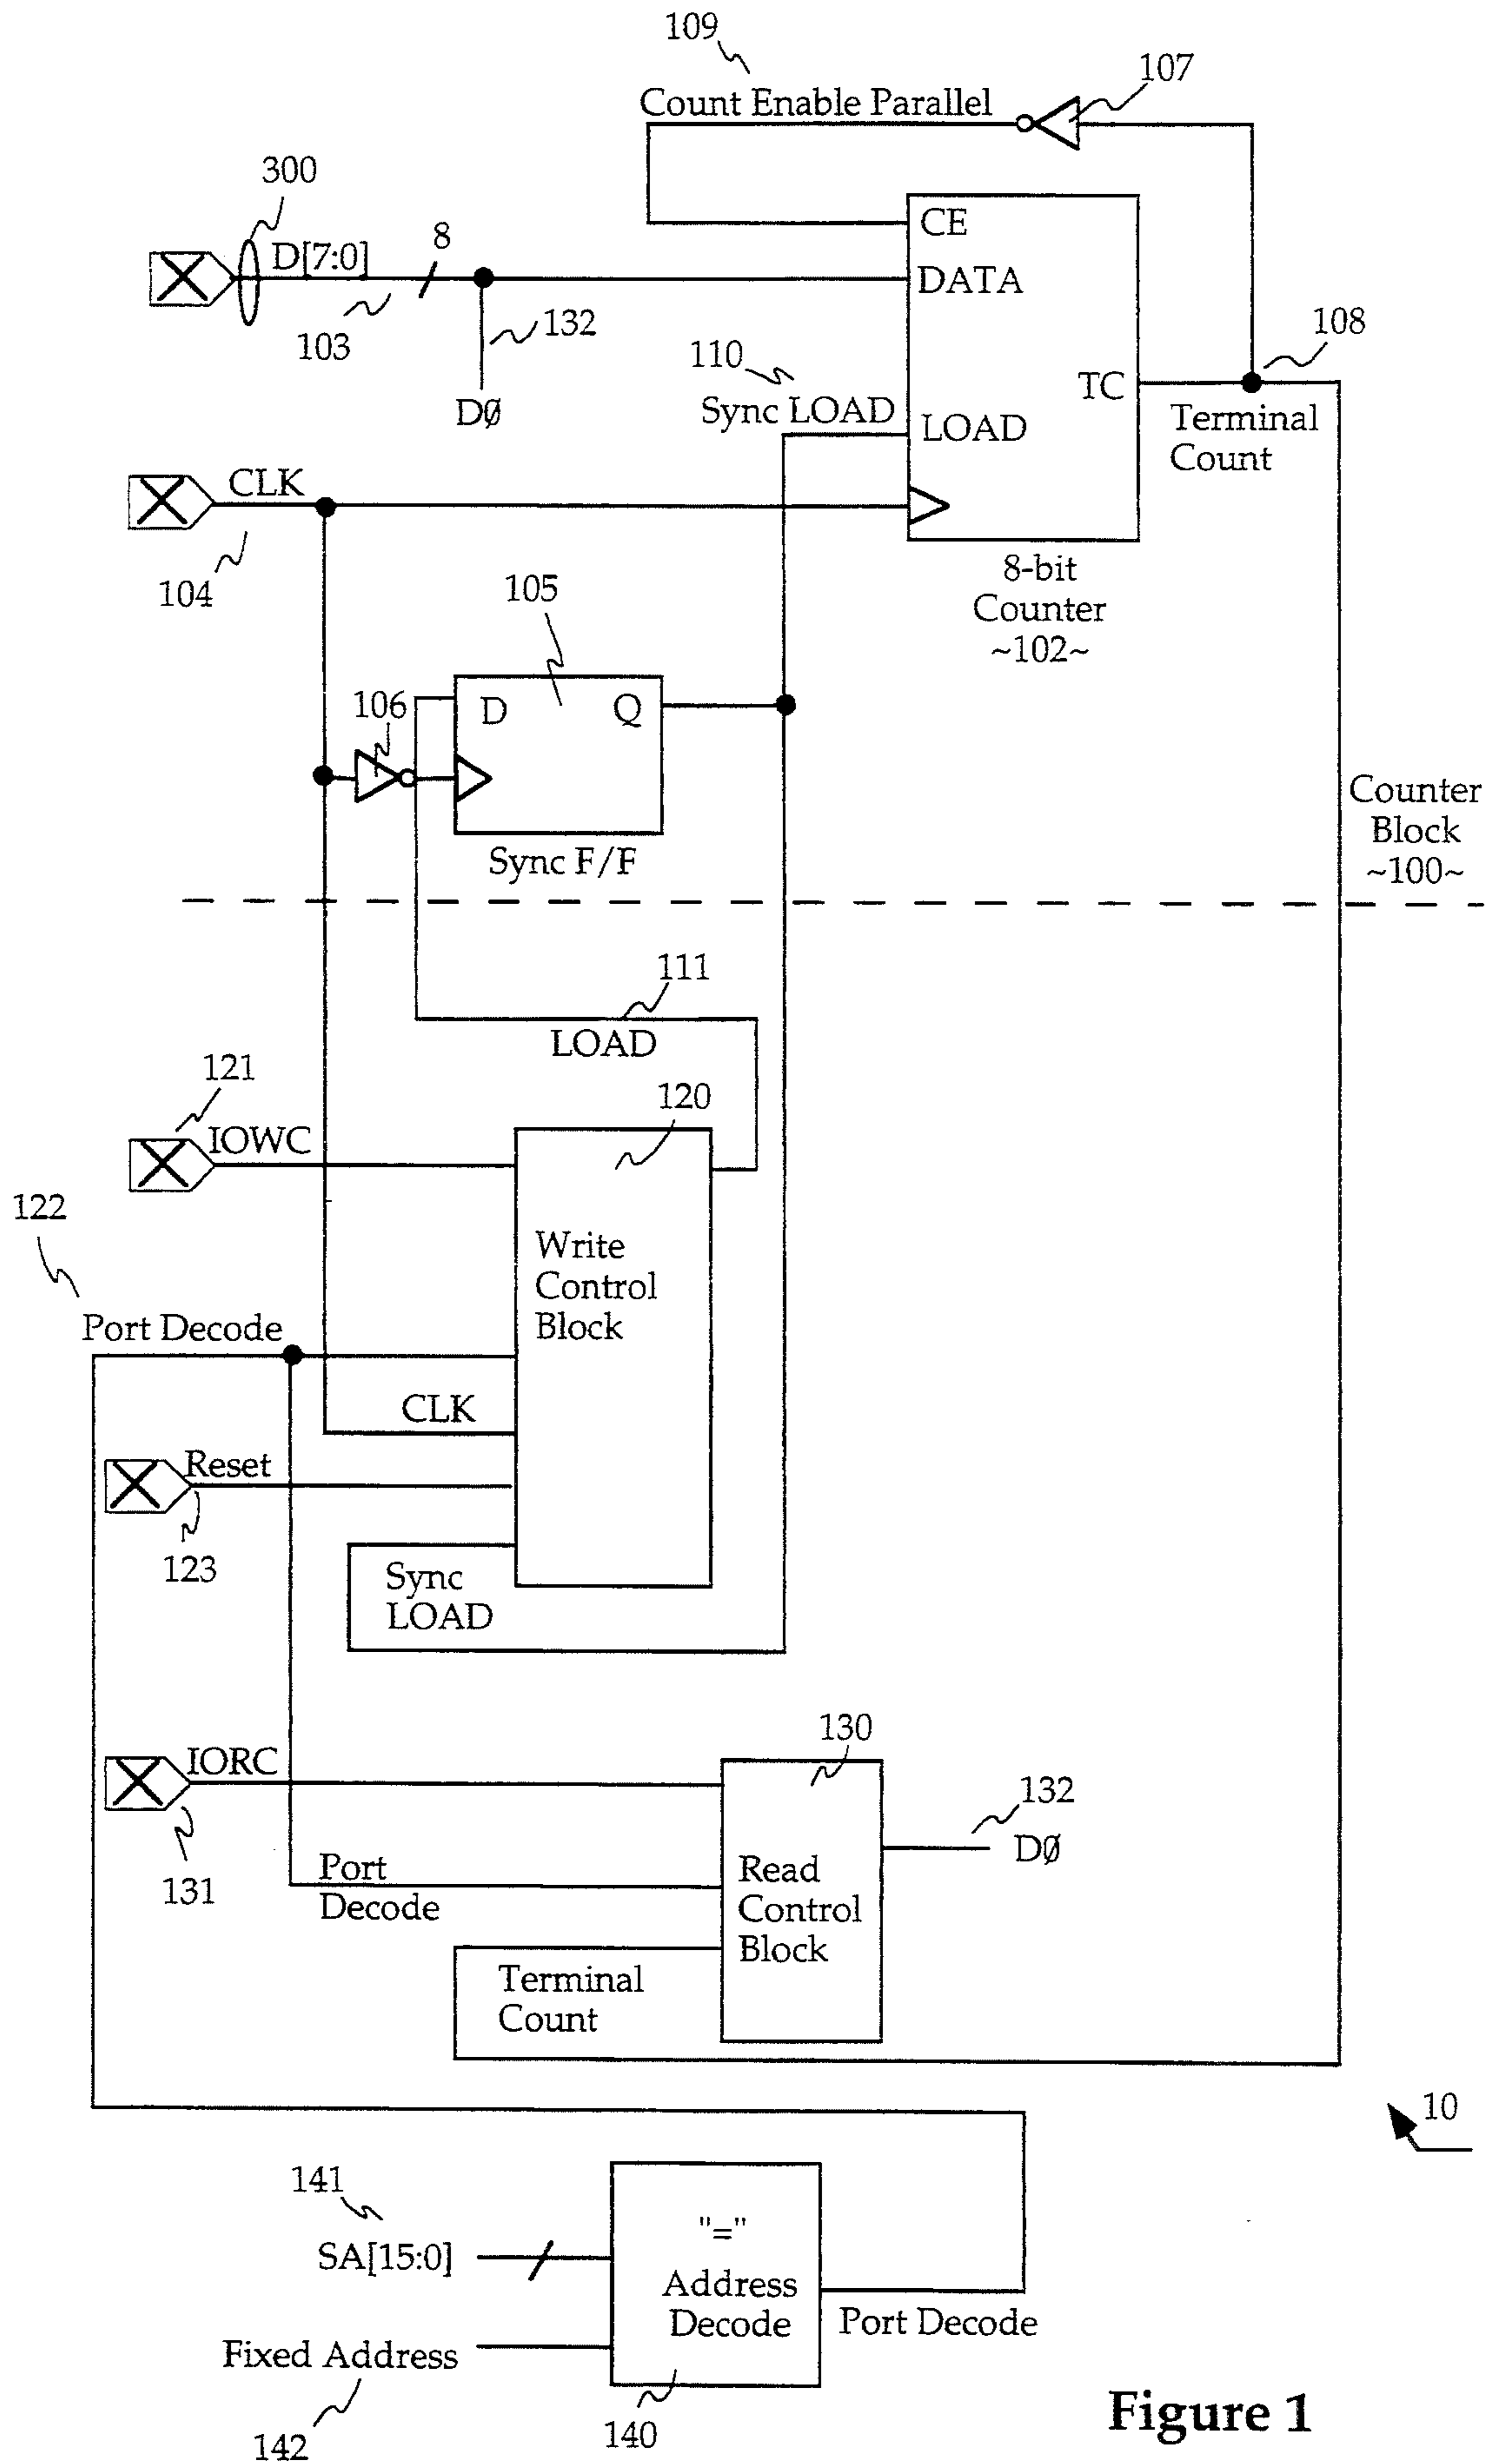 109
107
Count Enable Parallel
300
D[7:0]
8
CE
DATA
103
132
108
110
TC
DØ
Sync LOAD
LOAD
Terminal
Count
CLK
104
105
8-bit
Counter
~102~
106
D
Q
Counter
Block
~100~
Sync F/F
111
LOAD
121
120
IOWC
122
Write
Control
Block
Port Decode
CLK
Reset
123
Sync
LOAD
130
IORC
132
DØ
131
Port
Decode
Read
Control
Block
Terminal
Count
10
141
"="
SA[15:0]
Address
Decode
Port Decode
Fixed Address
142
140
Figure 1